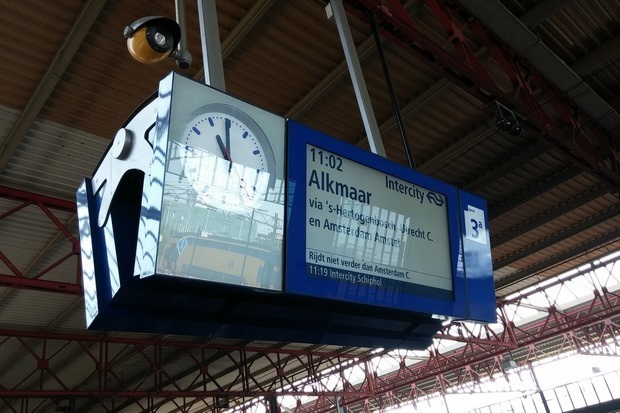 11:02
Intercity
Alkmaar
via 's-Hertogenbosch, Utrecht C.
en Amsterdam Amstel
Rijdt niet verder dan Amsterdam C.
11:19 Intercity Schiphol
3a